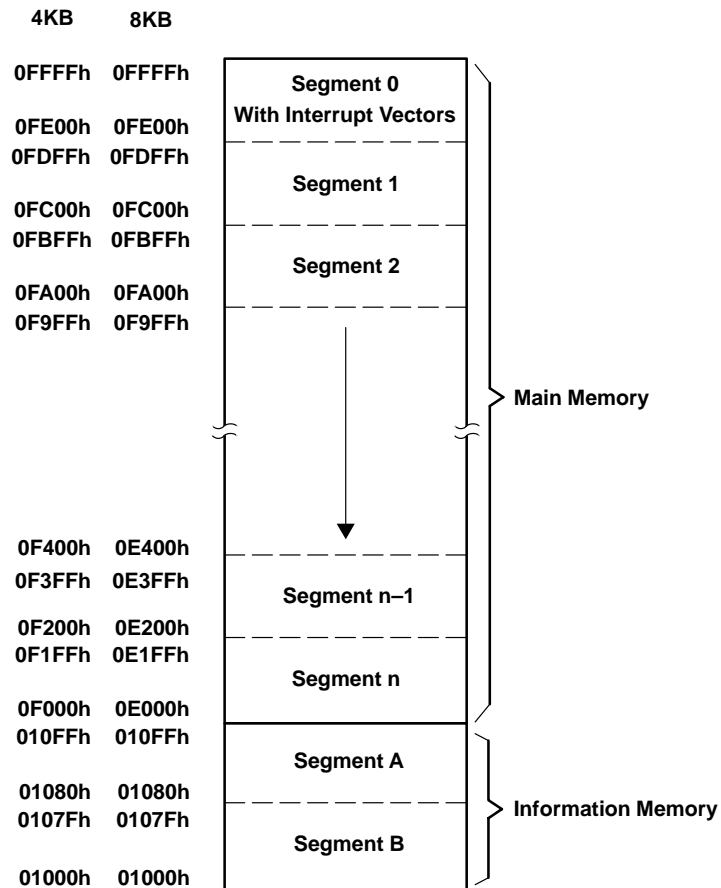 4KB 8KB
0FFFFh 0FFFFh
Segment 0
With Interrupt Vectors
0FE00h 0FE00h
0FDFFh 0FDFFh
Segment 1
0FC00h 0FC00h
0FBFFh 0FBFFh
Segment 2
0FA00h 0FA00h
0F9FFh 0F9FFh
Main Memory
0F400h 0E400h
0F3FFh 0E3FFh
Segment n–1
0F200h 0E200h
0F1FFh 0E1FFh
Segment n
0F000h 0E000h
010FFh 010FFh
Segment A
01080h 01080h
0107Fh 0107Fh
Information Memory
Segment B
01000h 01000h